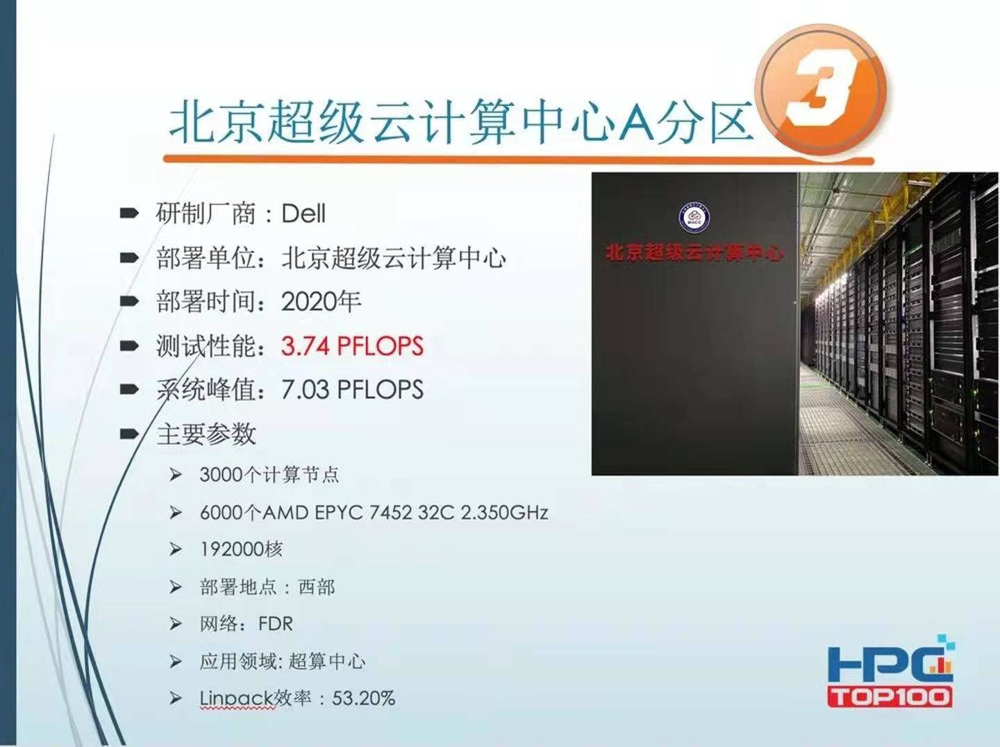 3
北京超级云计算中心A分区
研制厂商：Dell
部署单位：北京超级云计算中心
部署时间：2020年
测试性能：3.74 PFLOPS
系统峰值：7.03 PFLOPS
主要参数
3000个计算节点
6000个AMD EPYC 7452 32C 2.350GHz
192000核
部署地点：西部
网络：FDR
应用领域: 超算中心
Linpack效率：53.20%
北京超级云计算中心
HPC
TOP100